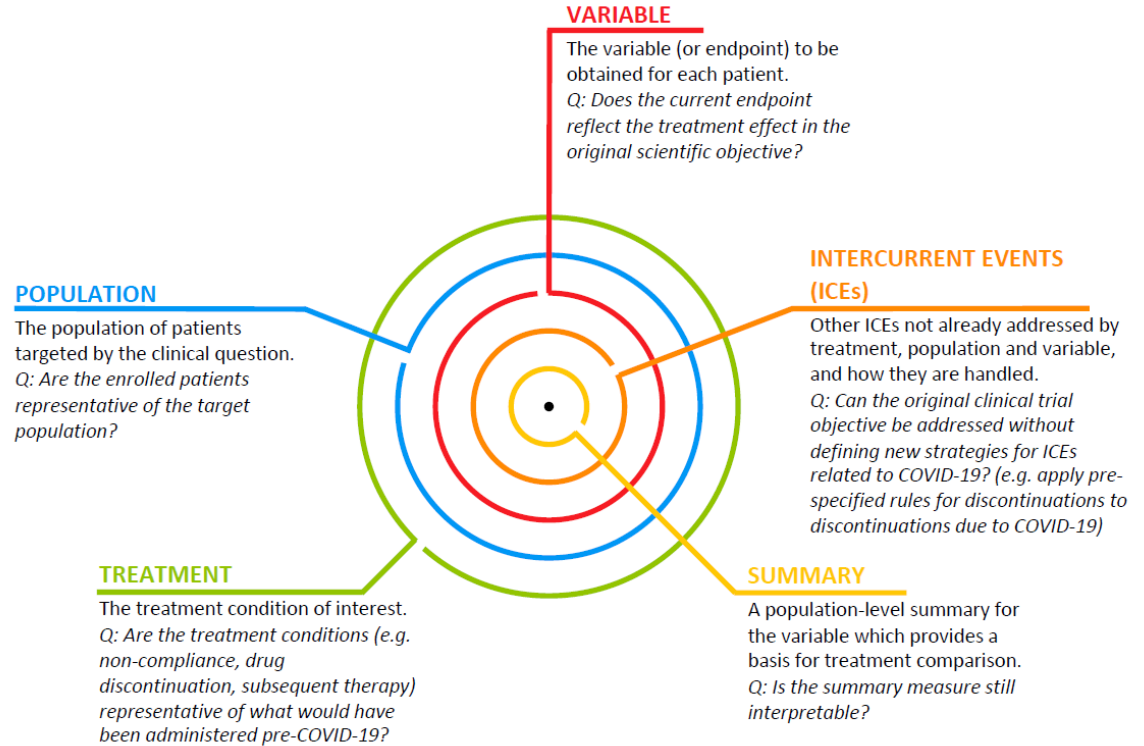 VARIABLE
The variable (or endpoint) to be
obtained for each patient.
Q: Does the current endpoint
reflect the treatment effect in the
original scientific objective?
INTERCURRENT EVENTS
(ICEs)
Other ICEs not already addressed by
treatment, population and variable,
and how they are handled.
Q: Can the original clinical trial
objective be addressed without
defining new strategies for ICEs
related to COVID-19? (e.g. apply pre-
specified rules for discontinuations to
discontinuations due to COVID-19)
POPULATION
The population of patients
targeted by the clinical question.
Q: Are the enrolled patients
representative of the target
population?
TREATMENT
The treatment condition of interest.
Q: Are the treatment conditions (e.g.
non-compliance, drug
discontinuation, subsequent therapy)
representative of what would have
been administered pre-COVID-19?
SUMMARY
A population-level summary for
the variable which provides a
basis for treatment comparison.
Q: Is the summary measure still
interpretable?